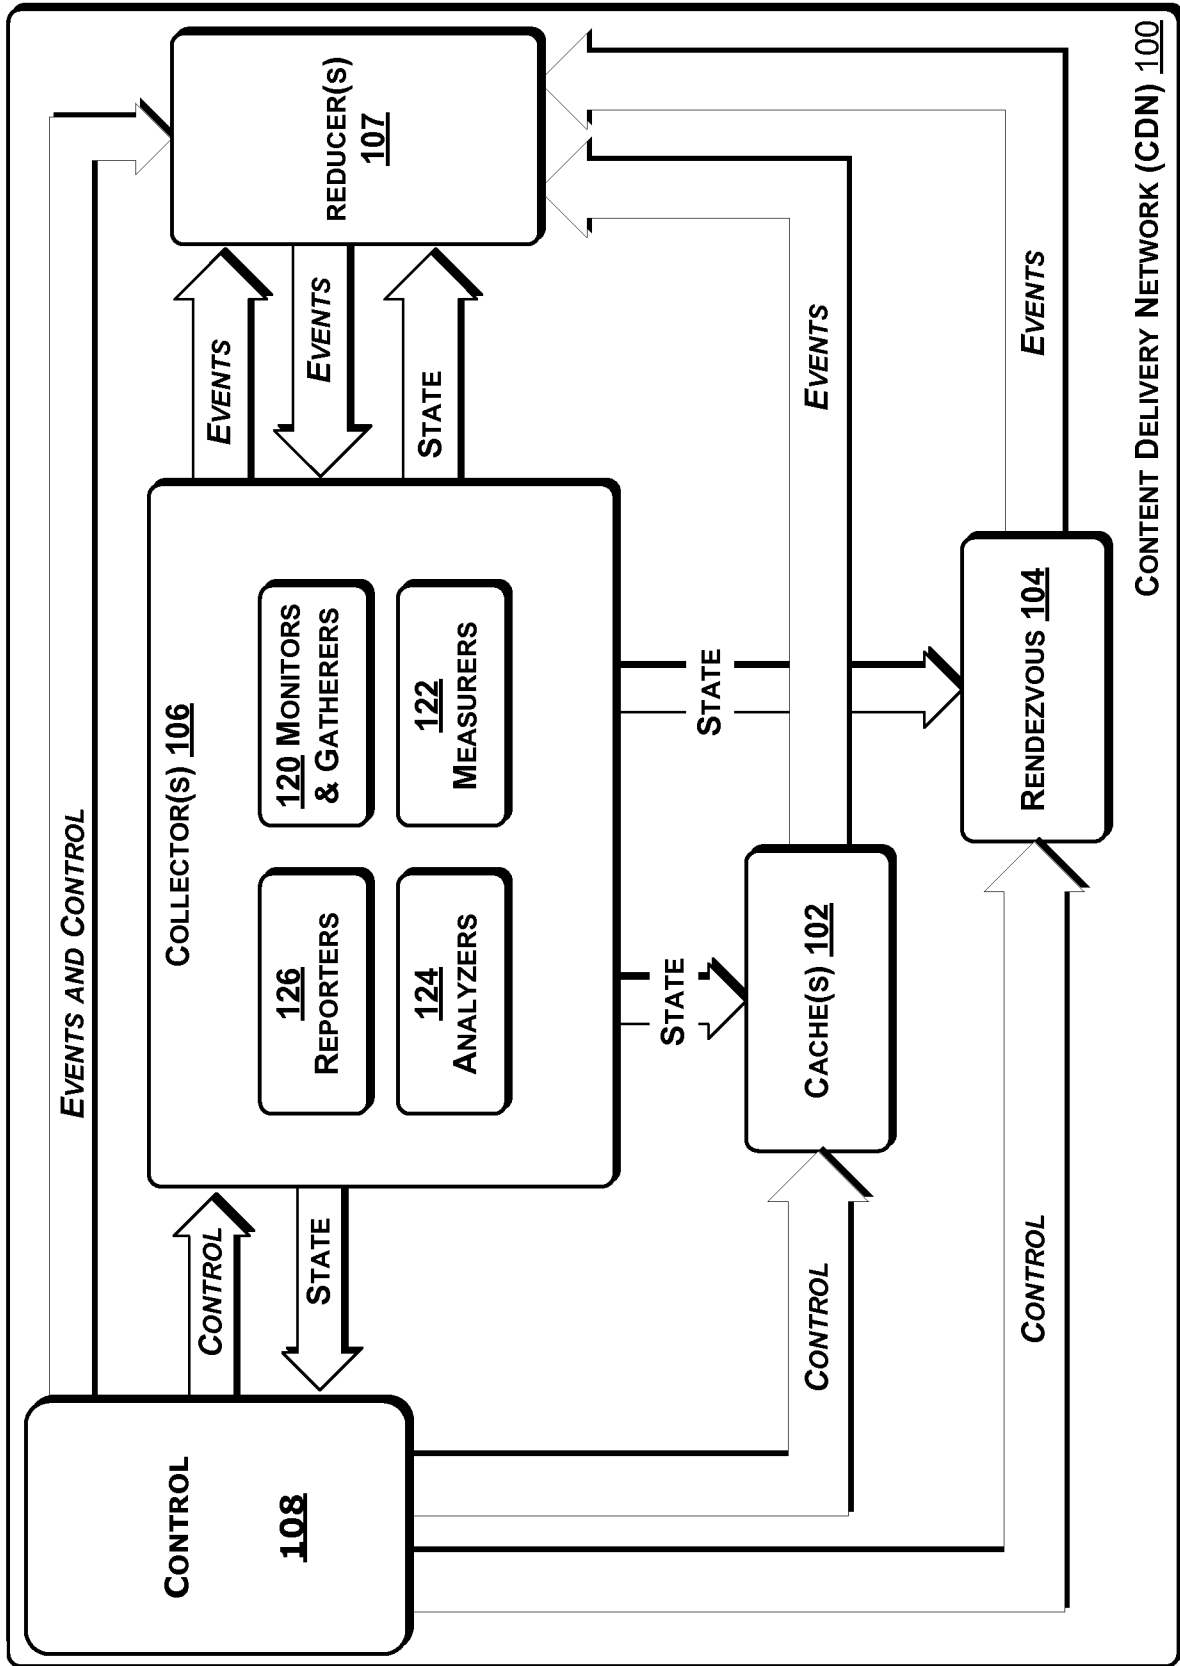 EVENTS AND CONTROL
CONTROL
108
CONTROL
STATE
COLLECTOR(S) 106
126
REPORTERS
120 MONITORS
& GATHERERS
124
ANALYZERS
122
MEASURERS
EVENTS
EVENTS
STATE
REDUCER(S)
107
STATE
STATE
CONTROL
CACHE(S) 102
EVENTS
CONTROL
RENDEZVOUS 104
EVENTS
CONTENT DELIVERY NETWORK (CDN) 100